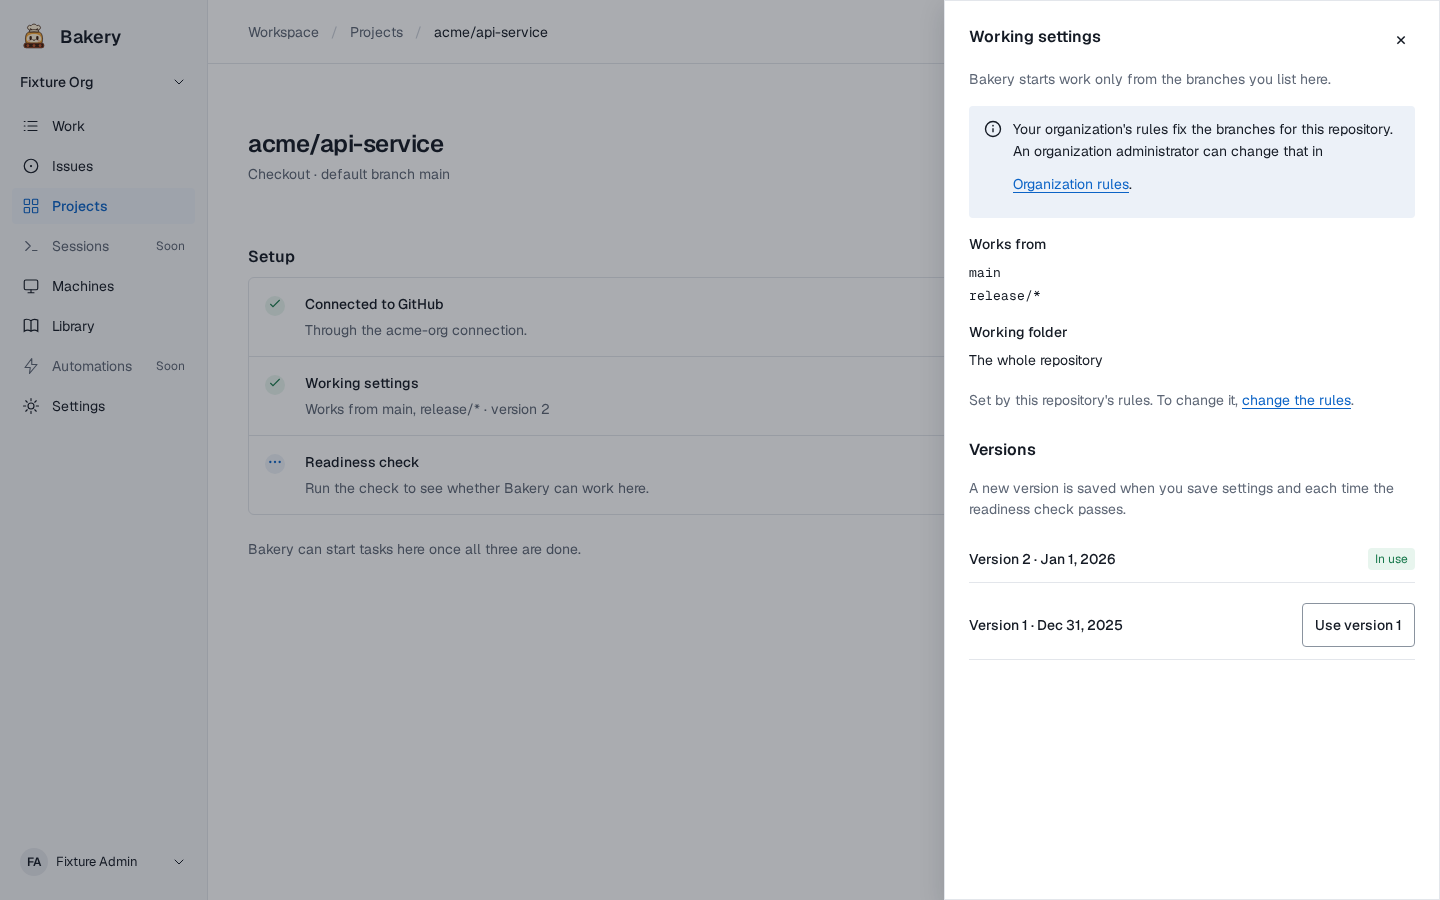 Bakery
Fixture Org
Work
Issues
Projects
Sessions Soon
Machines
Library
Automations Soon
Settings
FA Fixture Admin
Workspace / Projects / acme/api-service
acme/api-service
Checkout · default branch main
Setup
Connected to GitHub
Through the acme-org connection.
Working settings
Works from main, release/* · version 2
Readiness check
Run the check to see whether Bakery can work here.
Bakery can start tasks here once all three are done.
Working settings
Bakery starts work only from the branches you list here.
Your organization's rules fix the branches for this repository.
An organization administrator can change that in
Organization rules.
Works from
main
release/*
Working folder
The whole repository
Set by this repository's rules. To change it, change the rules.
Versions
A new version is saved when you save settings and each time the
readiness check passes.
Version 2 · Jan 1, 2026 In use
Version 1 · Dec 31, 2025 Use version 1